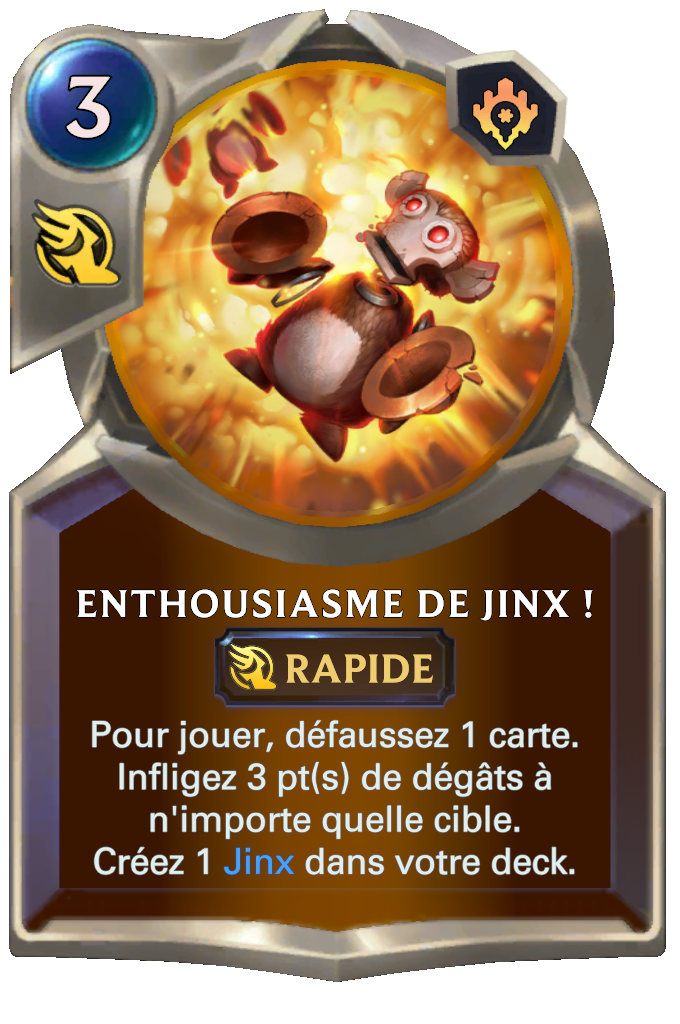 3
ENTHOUSIASME DE JINX !
RAPIDE
Pour jouer, défaussez 1 carte.
Infligez 3 pt(s) de dégâts à
n'importe quelle cible.
Créez 1 Jinx dans votre deck.